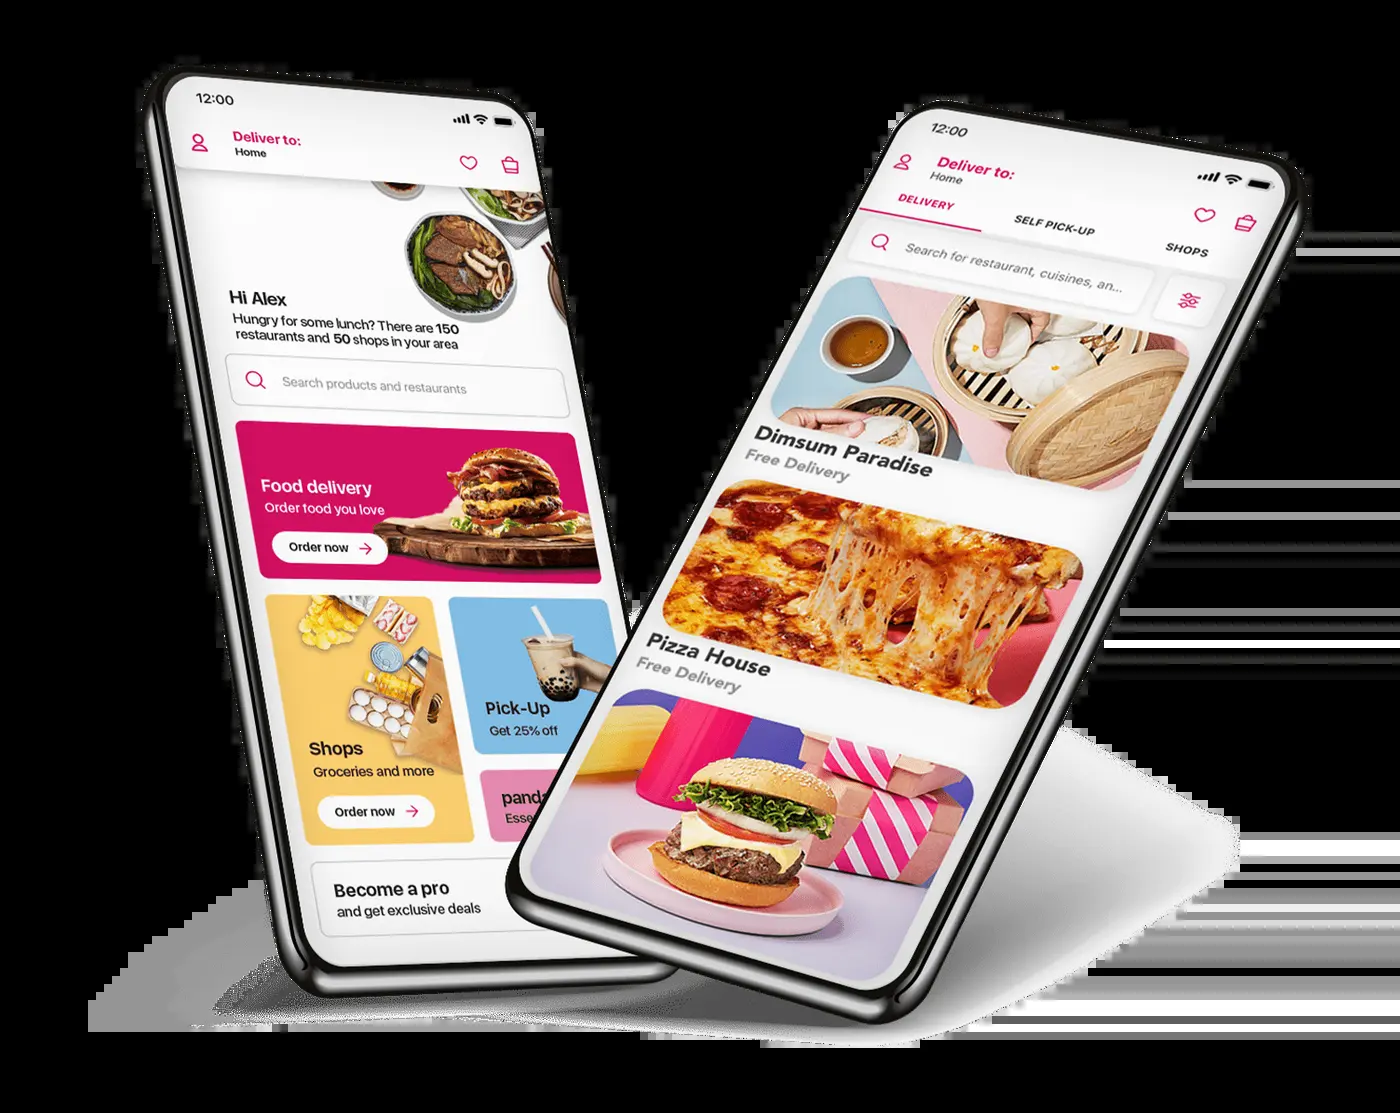 12:00
Deliver to:
Home
Hi Alex
Hungry for some lunch? There are 150
restaurants and 50 shops in your area
Search products and restaurants
Food delivery
Order food you love
Order now
Shops
Groceries and more
Order now
Pick-Up
Get 25% off
Become a pro
and get exclusive deals
12:00
Deliver to:
Home
DELIVERY
SELF PICK-UP
SHOPS
Search for restaurant, cuisines, an...
Dimsum Paradise
Free Delivery
Pizza House
Free Delivery